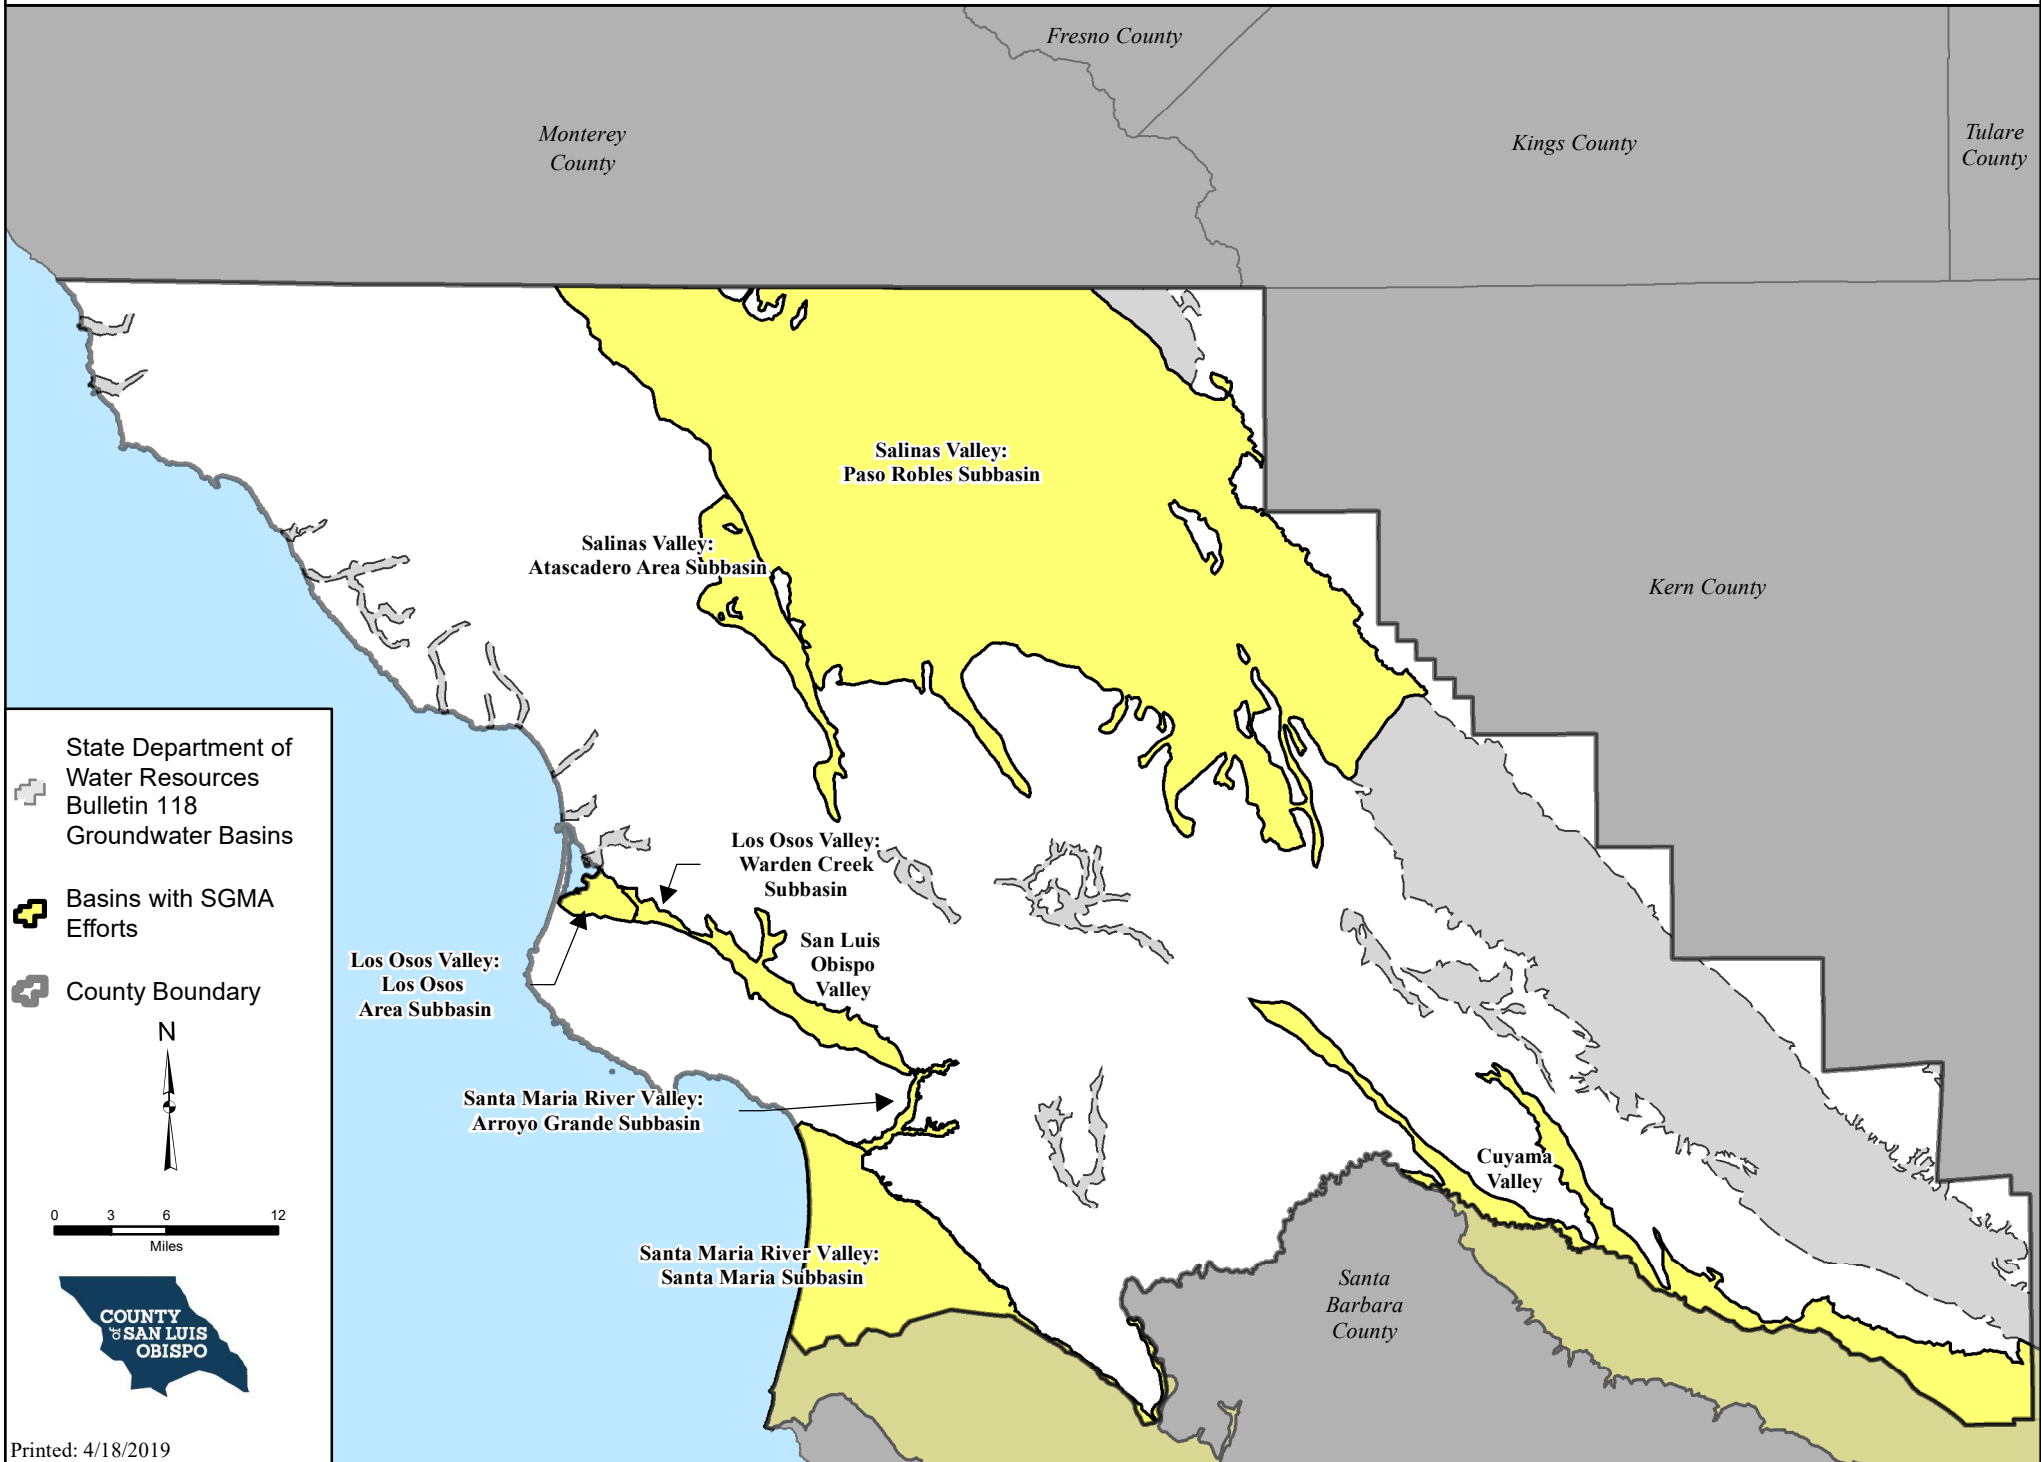 Fresno County
Monterey
County
Kings County
Tulare
County
Salinas Valley:
Paso Robles Subbasin
Salinas Valley:
Atascadero Area Subbasin
Kern County
Los Osos Valley:
Warden Creek
Subbasin
San Luis
Obispo
Valley
Los Osos Valley:
Los Osos
Area Subbasin
Santa Maria River Valley:
Arroyo Grande Subbasin
Cuyama
Valley
Santa Maria River Valley:
Santa Maria Subbasin
Santa
Barbara
County
State Department of
Water Resources
Bulletin 118
Groundwater Basins
Basins with SGMA
Efforts
County Boundary
N
0 3 6 12
Miles
COUNTY
of SAN LUIS
OBISPO
Printed: 4/18/2019